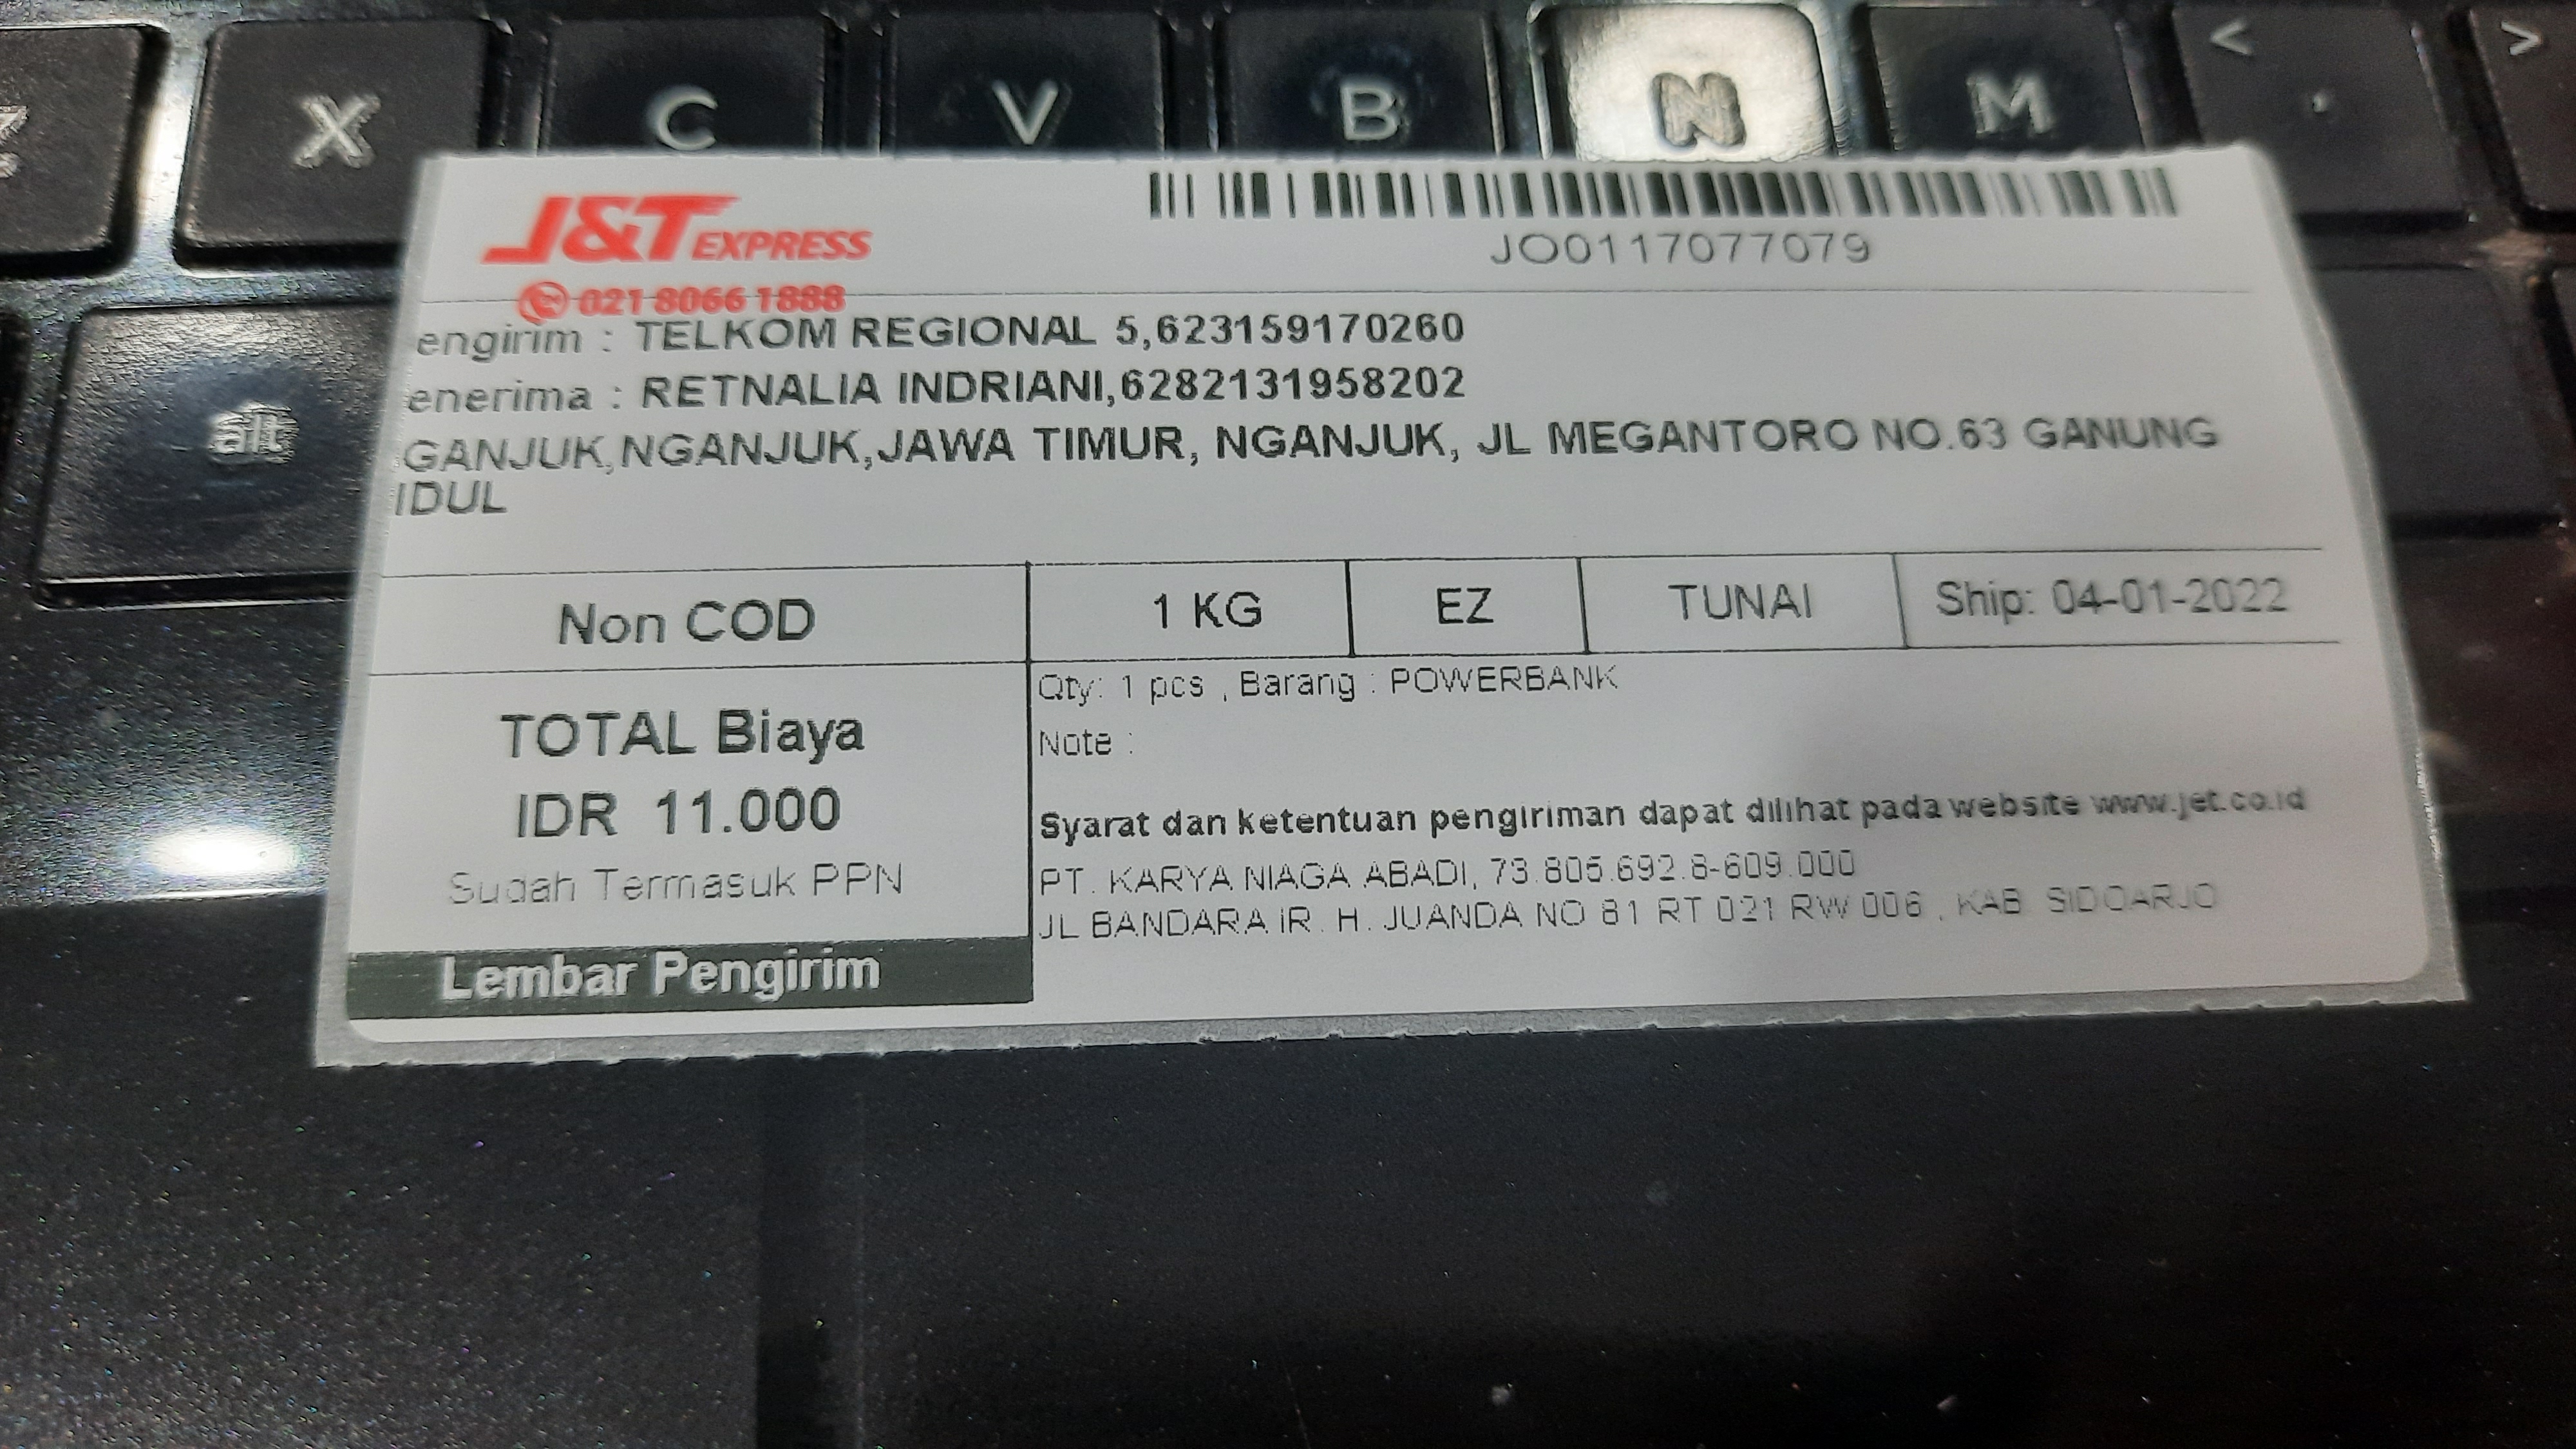 J&T EXPRESS
021-8066 1888
JO0117077079
engirim : TELKOM REGIONAL 5,623159170260
enerima : RETNALIA INDRIANI,6282131958202
GANJUK,NGANJUK,JAWA TIMUR, NGANJUK, JL MEGANTORO NO.63 GANUNG
IDUL
Non COD
1 KG
EZ
TUNAI
Ship: 04-01-2022
TOTAL Biaya
IDR 11.000
Sudah Termasuk PPN
Lembar Pengirim
Qty: 1 pcs , Barang : POWERBANK
Note :
Syarat dan ketentuan pengiriman dapat dilihat pada website www.jet.co.id
PT. KARYA NIAGA ABADI, 73.805.692.8-609.000
JL BANDARA IR. H. JUANDA NO 81 RT 021 RW 006 , KAB. SIDOARJO
alt
X
C
V
B
N
M
<
,
>